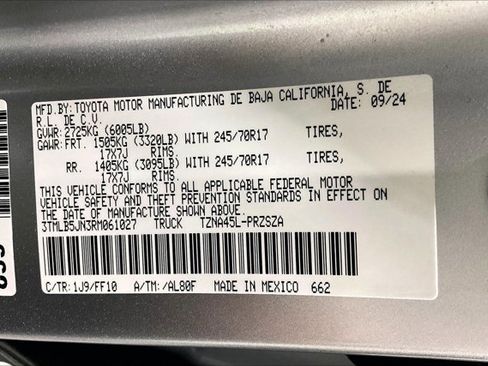 MFD.BY:TOYOTA MOTOR MANUFACTURING DE BAJA CALIFORNIA, S. DE
R.L. DE C.V. DATE: 09/24
GVWR:2725KG (6005LB)
GAWR:FRT. 1505KG (3320LB) WITH 245/70R17 TIRES,
17X7J RIMS.
RR. 1405KG (3095LB) WITH 245/70R17 TIRES,
17X7J RIMS.
THIS VEHICLE CONFORMS TO ALL APPLICABLE FEDERAL MOTOR
VEHICLE SAFETY AND THEFT PREVENTION STANDARDS IN EFFECT ON
THE DATE OF MANUFACTURE SHOWN ABOVE.
3TMLB5JN3RM061027 TRUCK TZNA45L-PRZSZA
C/TR: 1J9/FF10 A/TM: /AL80F MADE IN MEXICO 662